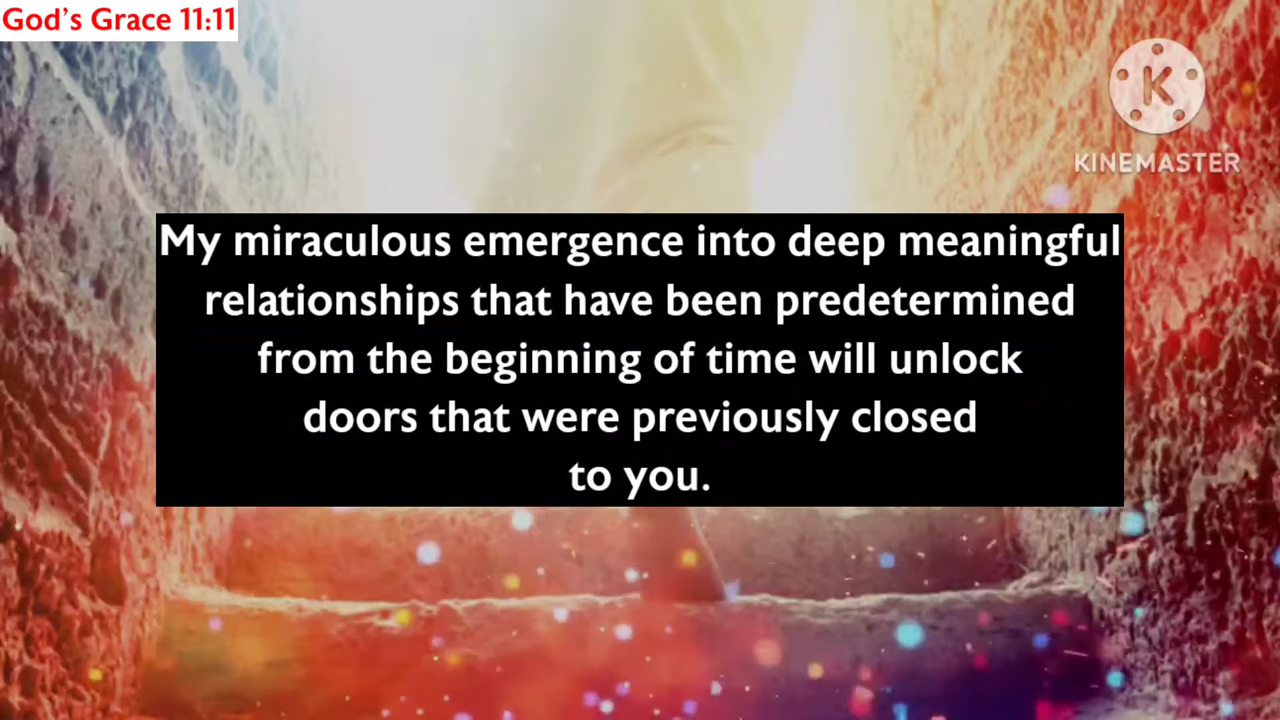 God's Grace 11:11
K
KINEMASTER
My miraculous emergence into deep meaningful
relationships that have been predetermined
from the beginning of time will unlock
doors that were previously closed
to you.